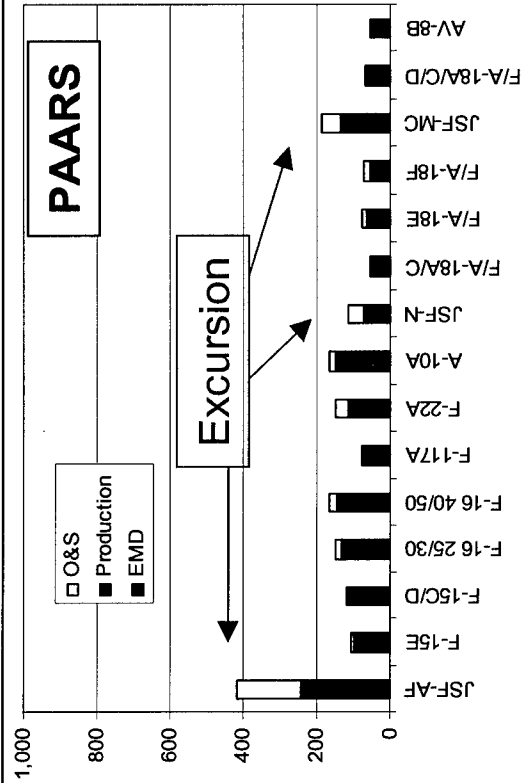 PAARS
Excursion
O&S
Production
EMD
1,000
800
600
400
200
0
JSF-AF
F-15E
F-15C/D
F-16 25/30
F-16 40/50
F-117A
F-22A
A-10A
JSF-N
F/A-18A/C
F/A-18E
F/A-18F
JSF-MC
F/A-18A/C/D
AV-8B